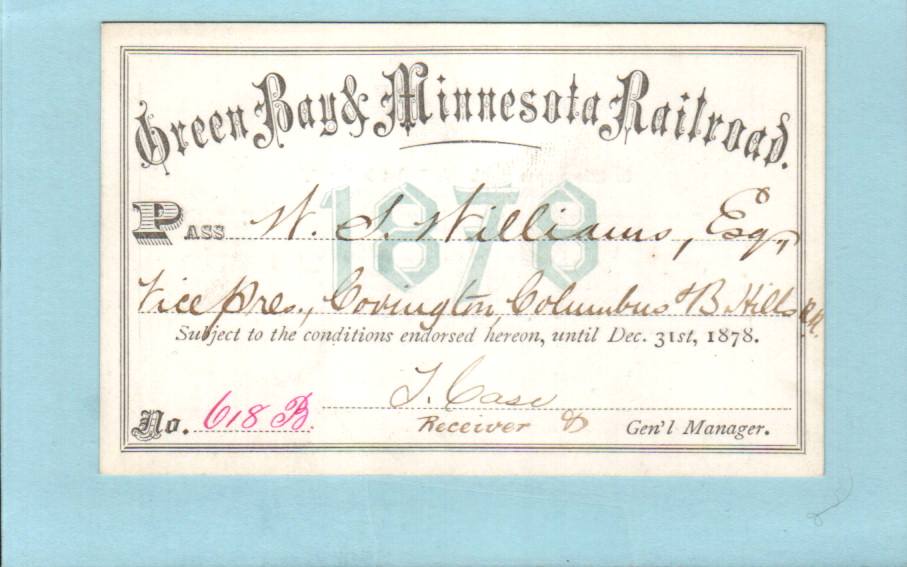 Green Bay & Minnesota Railroad.
1878
Pass W. S. Williams, Esq.,
Vice Pres., Covington, Columbus & B. Hills R.R.
Subject to the conditions endorsed hereon, until Dec. 31st, 1878.
T. Case
No. 618 B. Receiver & Gen'l Manager.